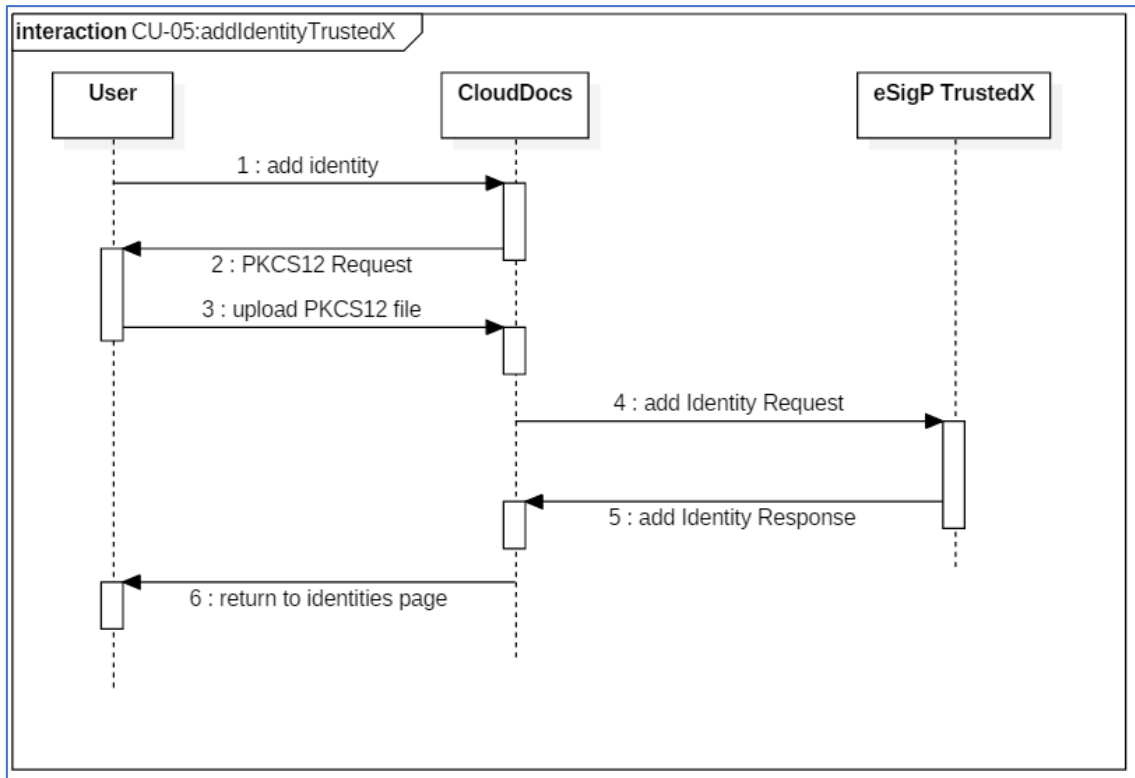 interaction CU-05:addIdentityTrustedX
User
CloudDocs
eSigP TrustedX
1 : add identity
2 : PKCS12 Request
3 : upload PKCS12 file
4 : add Identity Request
5 : add Identity Response
6 : return to identities page